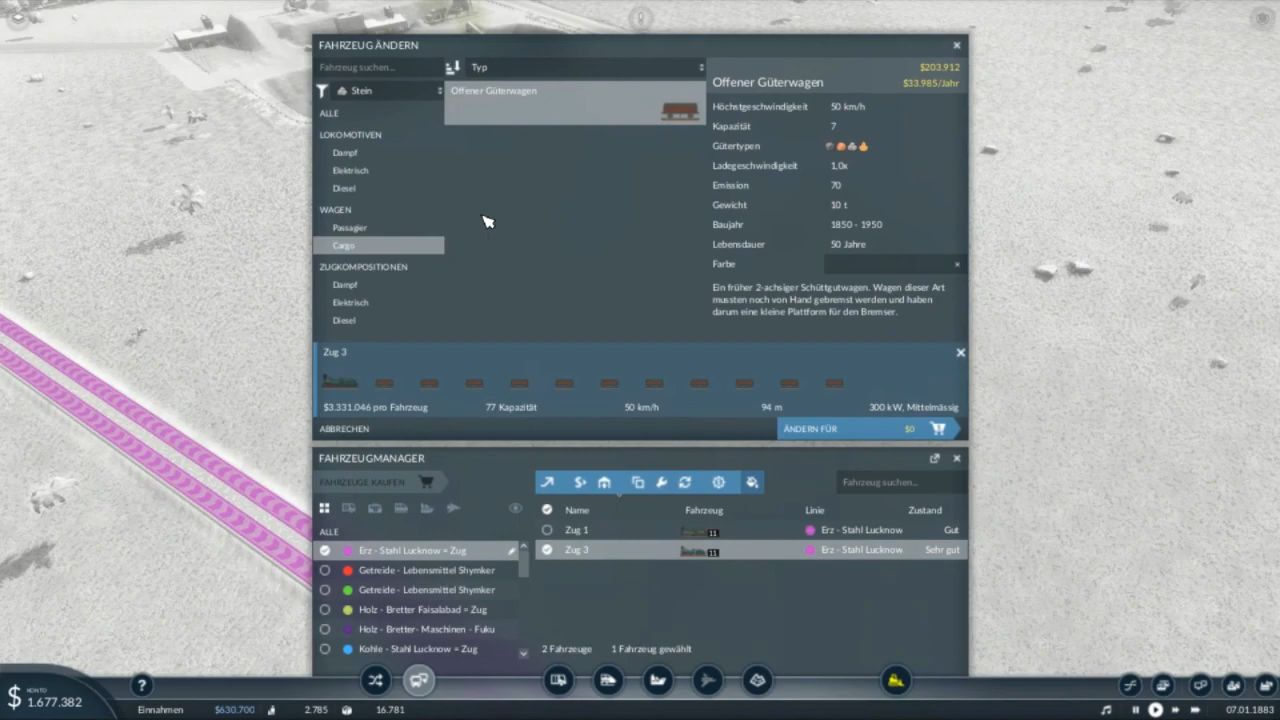 FAHRZEUG ÄNDERN
Fahrzeug suchen...
Typ
$203.912
Offener Güterwagen
$33.985/Jahr
Stein
Offener Güterwagen
ALLE
LOKOMOTIVEN
Dampf
Elektrisch
Diesel
WAGEN
Passagier
Cargo
ZUGKOMPOSITIONEN
Dampf
Elektrisch
Diesel
Höchstgeschwindigkeit 50 km/h
Kapazität 7
Gütertypen
Ladegeschwindigkeit 1,0x
Emission 70
Gewicht 10 t
Baujahr 1850 - 1950
Lebensdauer 50 Jahre
Farbe
Ein früher 2-achsiger Schüttgutwagen. Wagen dieser Art
mussten noch von Hand gebremst werden und haben
darum eine kleine Plattform für den Bremser.
Zug 3
$3.331.046 pro Fahrzeug 77 Kapazität 50 km/h 94 m 300 kW, Mittelmässig
ABBRECHEN ÄNDERN FÜR $0
FAHRZEUGMANAGER
FAHRZEUGE KAUFEN
Fahrzeug suchen...
Name Fahrzeug Linie Zustand
ALLE
Zug 1 11 Erz - Stahl Lucknow Gut
Erz - Stahl Lucknow = Zug
Zug 3 11 Erz - Stahl Lucknow Sehr gut
Getreide - Lebensmittel Shymker
Getreide - Lebensmittel Shymker
Holz - Bretter Faisalabad = Zug
Holz - Bretter- Maschinen - Fuku
Kohle - Stahl Lucknow = Zug
2 Fahrzeuge 1 Fahrzeug gewählt
$ KONTO
1.677.382
?
Einnahmen $630.700 2.785 16.781
07.01.1883